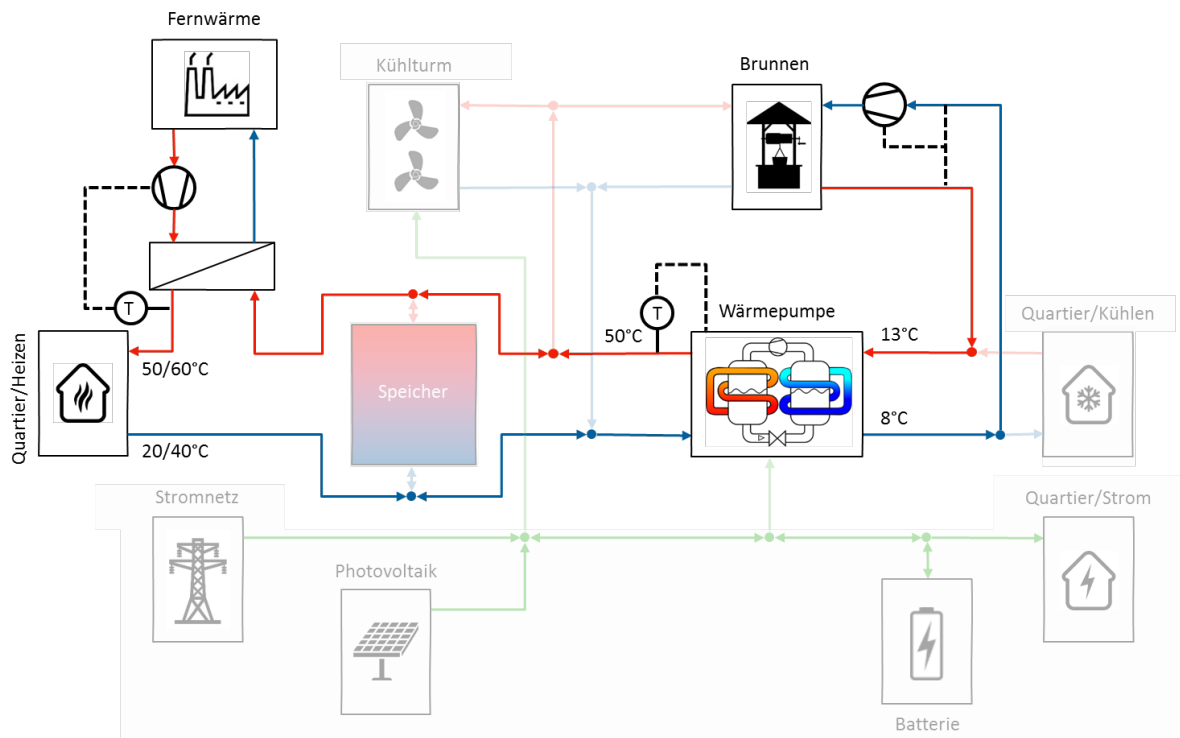 Fernwärme
Kühlturm
Brunnen
T
T
Wärmepumpe
50°C
13°C
Quartier/Kühlen
Quartier/Heizen
50/60°C
Speicher
8°C
20/40°C
Stromnetz
Quartier/Strom
Photovoltaik
Batterie